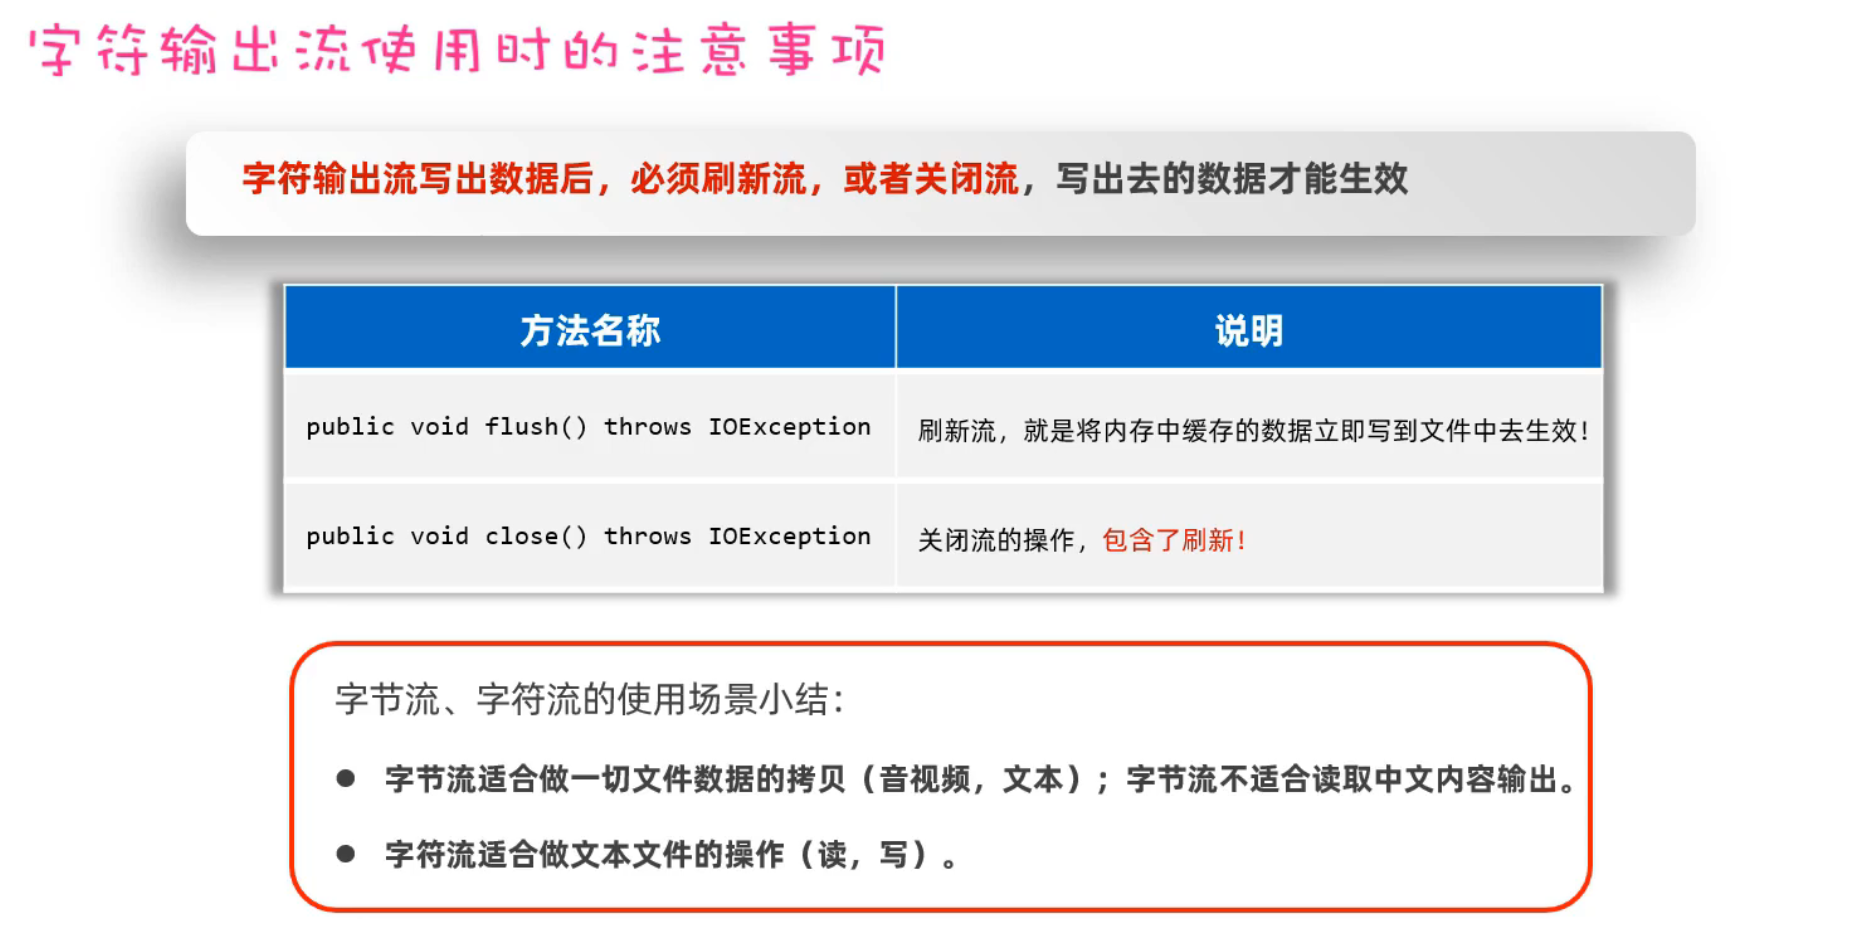 字符输出流使用时的注意事项
字符输出流写出数据后，必须刷新流，或者关闭流，写出去的数据才能生效
方法名称 说明
public void flush() throws IOException 刷新流，就是将内存中缓存的数据立即写到文件中去生效！
public void close() throws IOException 关闭流的操作，包含了刷新！
字节流、字符流的使用场景小结：
● 字节流适合做一切文件数据的拷贝（音视频，文本）；字节流不适合读取中文内容输出。
● 字符流适合做文本文件的操作（读，写）。